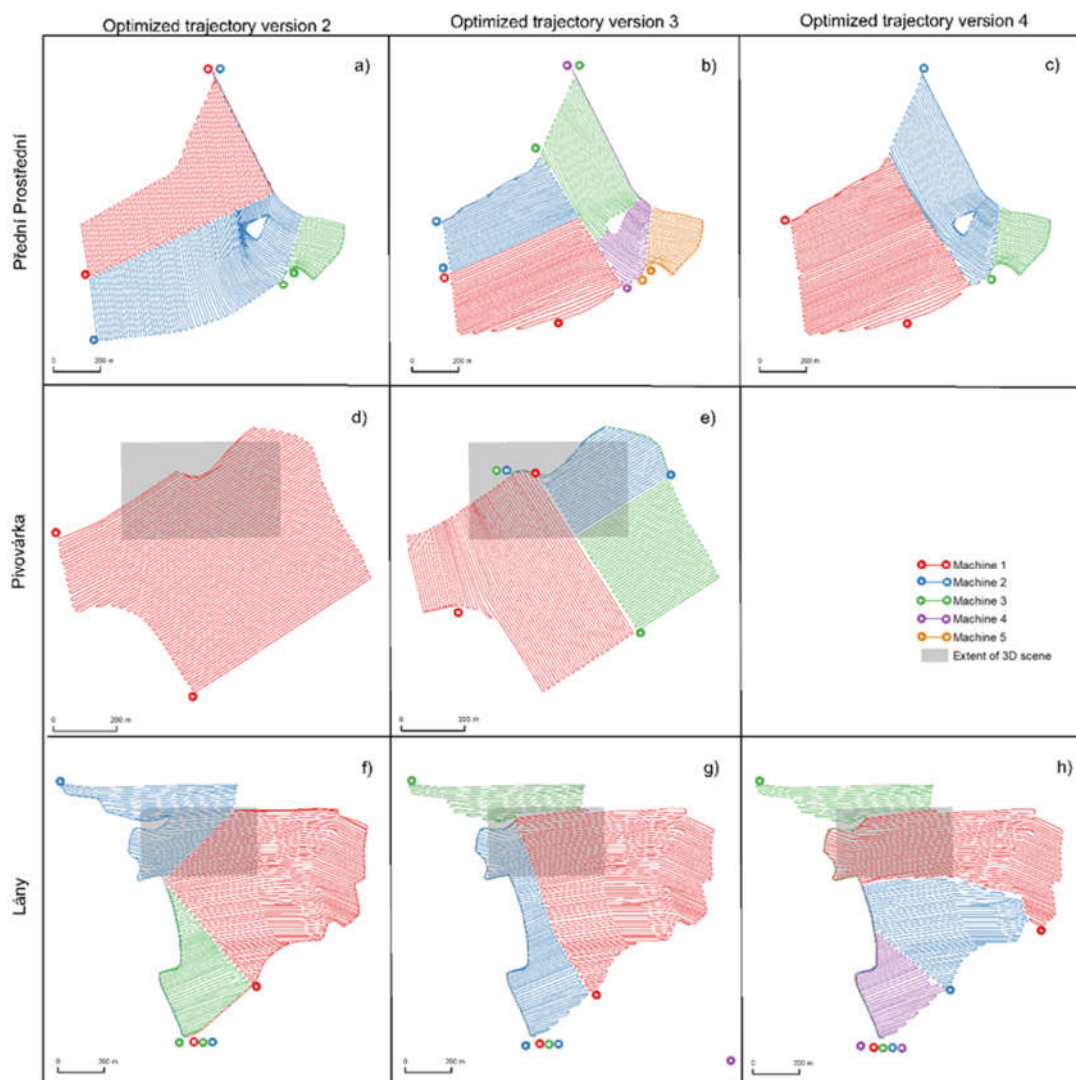 Optimized trajectory version 2
Optimized trajectory version 3
Optimized trajectory version 4
Přední Prostřední
a)
0 200 m
b)
0 200 m
c)
0 200 m
Pivovárka
d)
0 200 m
e)
0 200 m
Machine 1
Machine 2
Machine 3
Machine 4
Machine 5
Extent of 3D scene
Lány
f)
0 200 m
g)
0 200 m
h)
0 200 m